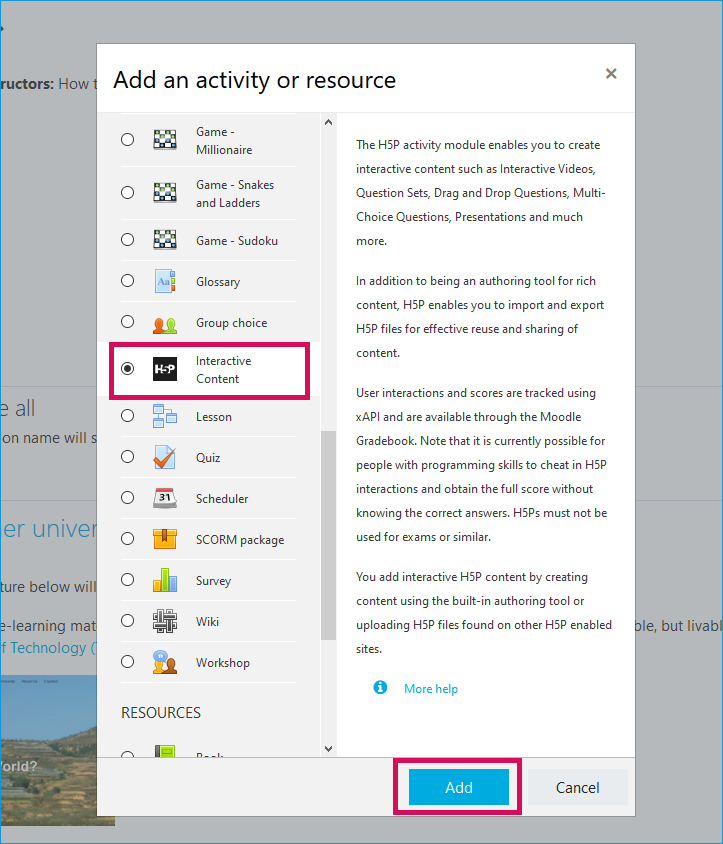 ructors: How t
Add an activity or resource
×
Game -
Millionaire
Game - Snakes
and Ladders
Game - Sudoku
Glossary
Group choice
H5P
Interactive
Content
Lesson
Quiz
31
Scheduler
SCORM package
Survey
Wiki
Workshop
RESOURCES
Book
The H5P activity module enables you to create
interactive content such as Interactive Videos,
Question Sets, Drag and Drop Questions, Multi-
Choice Questions, Presentations and much
more.
In addition to being an authoring tool for rich
content, H5P enables you to import and export
H5P files for effective reuse and sharing of
content.
User interactions and scores are tracked using
xAPI and are available through the Moodle
Gradebook. Note that it is currently possible for
people with programming skills to cheat in H5P
interactions and obtain the full score without
knowing the correct answers. H5Ps must not be
used for exams or similar.
You add interactive H5P content by creating
content using the built-in authoring tool or
uploading H5P files found on other H5P enabled
sites.
More help
Add
Cancel
e all
on name will s
er univer
ture below will
e-learning mat
ble, but livabl
f Technology (
World?